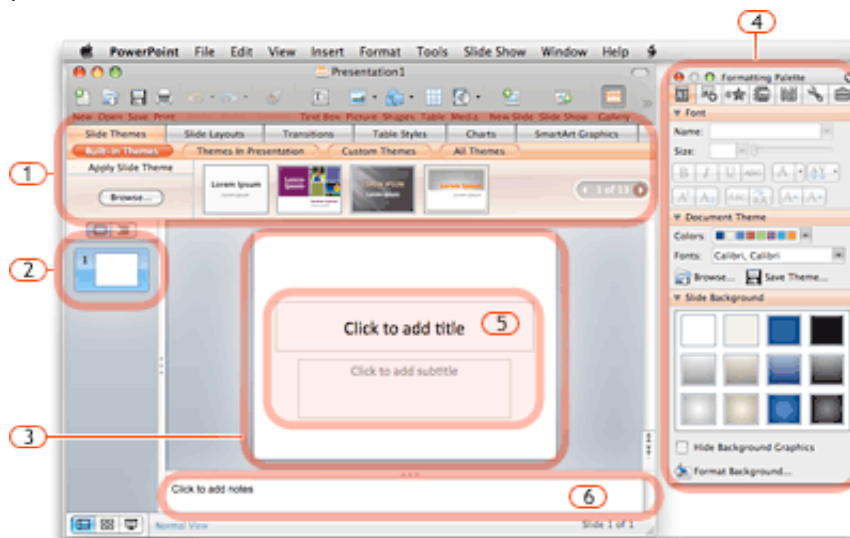 4
PowerPoint File Edit View Insert Format Tools Slide Show Window Help
Presentation1
Formatting Palette
New Open Save Print Text Box Picture Shapes Table Media New Slide Slide Show Gallery
Slide Themes Slide Layouts Transitions Table Styles Charts SmartArt Graphics
Built-in Themes Themes In Presentation Custom Themes All Themes
Apply Slide Theme
Browse...
Lorem Ipsum
1 of 13
1
Font
Name:
Size:
B I U ABC A
Document Theme
Colors:
Fonts: Calibri, Calibri
Browse... Save Theme...
Slide Background
2
1
Click to add title
5
Click to add subtitle
3
Hide Background Graphics
Format Background...
Click to add notes
6
Normal View
Slide 1 of 1